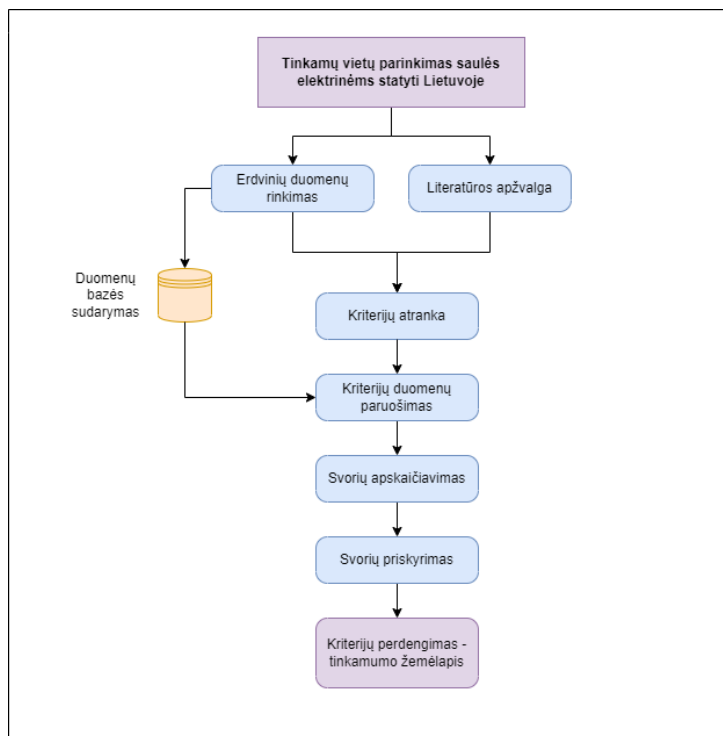 Tinkamų vietų parinkimas saulės
elektrinėms statyti Lietuvoje
Erdvinių duomenų
rinkimas
Literatūros apžvalga
Duomenų
bazės
sudarymas
Kriterijų atranka
Kriterijų duomenų
paruošimas
Svorių apskaičiavimas
Svorių priskyrimas
Kriterijų perdengimas -
tinkamumo žemėlapis